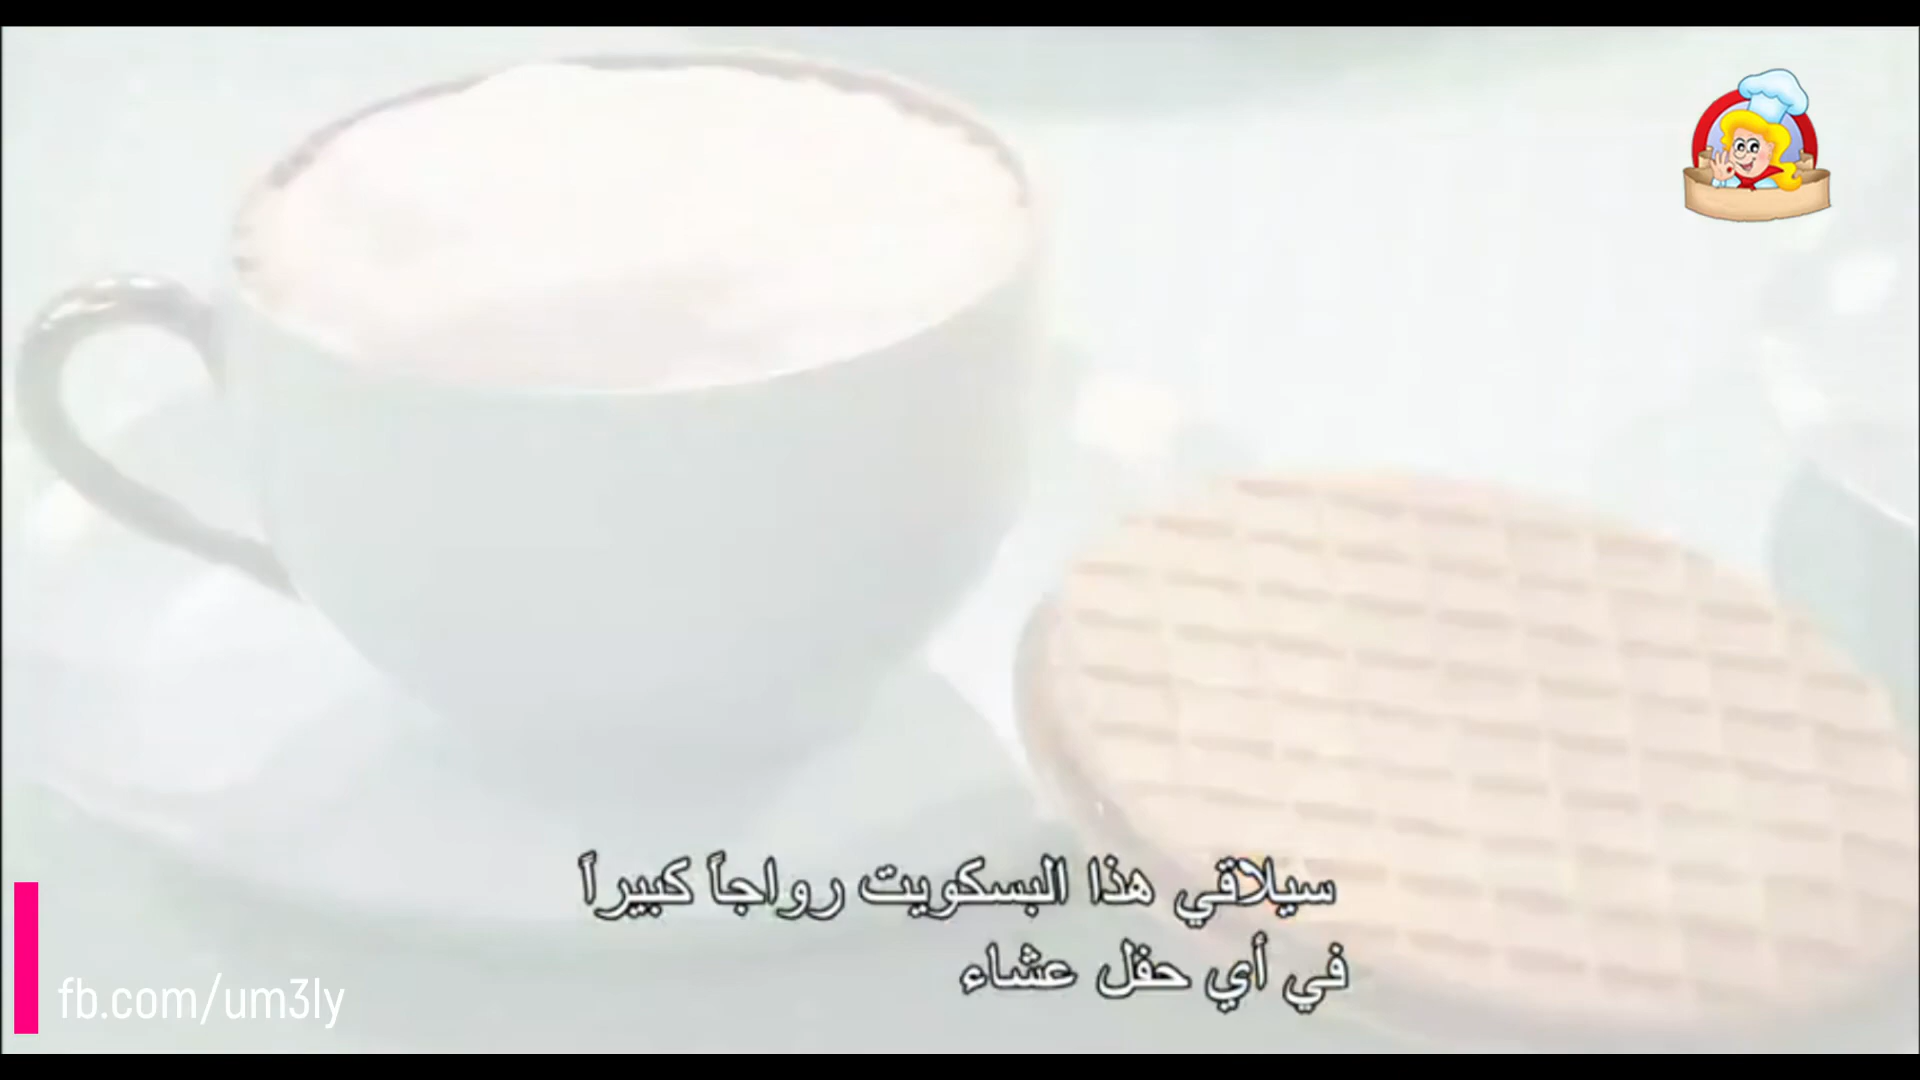 سيلاقي هذا البسكويت رواجاً كبيراً
في أي حفل عشاء
fb.com/um3ly